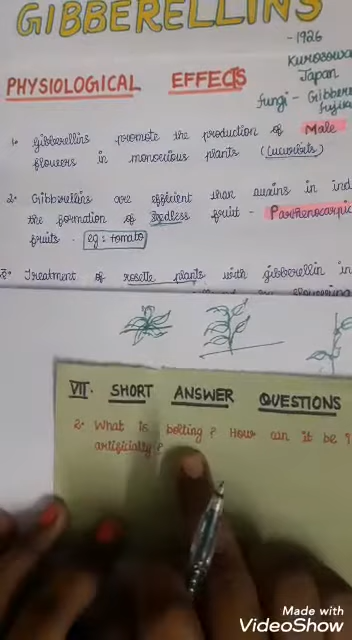 GIBBERELLINS
- 1926
Kurosowa
Japan
fungi - Gibbere
fujik
PHYSIOLOGICAL EFFECTS
1. Gibberellins promote the production of Male
flowers in monoecious plants (cucurbits)
2. Gibberellins are efficient than auxins in ind
the formation of Seedless fruit - Parthenocarpic
fruits - eg: tomato
3. Treatment of rosette plants with gibberellin in
VII. SHORT ANSWER QUESTIONS
2. What is bolting? How can it be i
artificially?
Made with
VideoShow